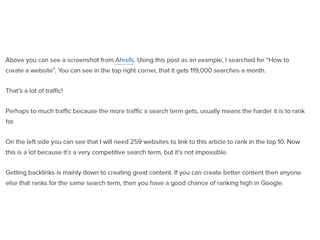 Above you can see a screenshot from Ahrefs. Using this post as an example, I searched for "How to
create a website". You can see in the top right corner, that it gets 119,000 searches a month.
That's a lot of traffic!
Perhaps to much traffic because the more traffic a search term gets, usually means the harder it is to rank
for.
On the left side you can see that I will need 259 websites to link to this article to rank in the top 10. Now
this is a lot because it's a very competitive search term, but it's not impossible.
Getting backlinks is mainly down to creating great content. If you can create better content then anyone
else that ranks for the same search term, then you have a good chance of ranking high in Google.